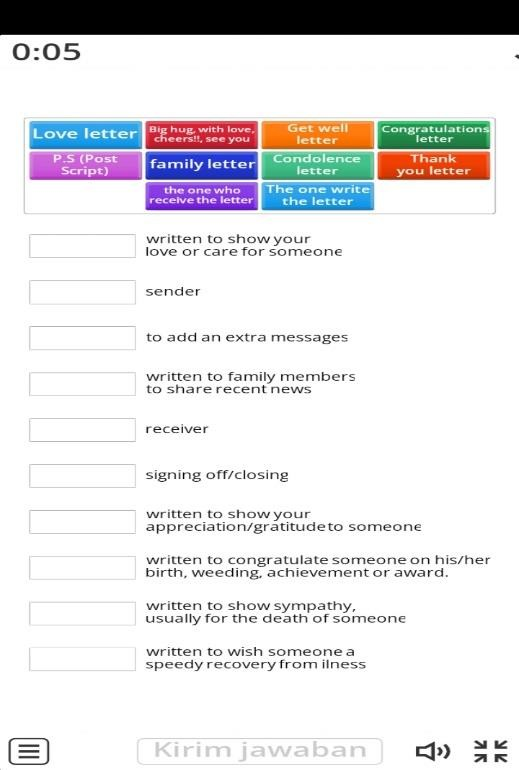 0:05
Love letter
Big hug, with love,
cheers!!, see you
Get well
letter
Congratulations
letter
P.S (Post
Script)
family letter
Condolence
letter
Thank
you letter
the one who
receive the letter
The one write
the letter
written to show your
love or care for someone
sender
to add an extra messages
written to family members
to share recent news
receiver
signing off/closing
written to show your
appreciation/gratitude to someone
written to congratulate someone on his/her
birth, weeding, achievement or award.
written to show sympathy,
usually for the death of someone
written to wish someone a
speedy recovery from ilness
Kirim jawaban